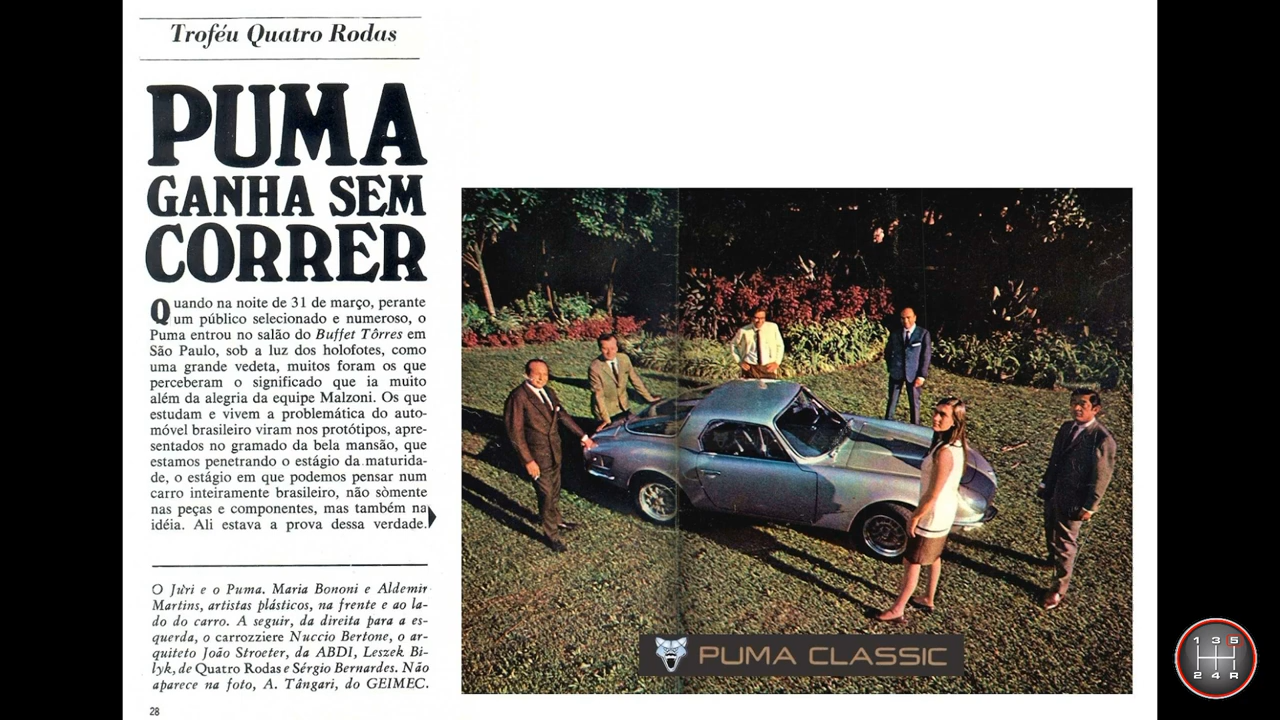 Troféu Quatro Rodas
PUMA
GANHA SEM
CORRER
Quando na noite de 31 de março, perante
um público selecionado e numeroso, o
Puma entrou no salão do Buffet Tôrres em
São Paulo, sob a luz dos holofotes, como
uma grande vedeta, muitos foram os que
perceberam o significado que ia muito
além da alegria da equipe Malzoni. Os que
estudam e vivem a problemática do auto-
móvel brasileiro viram nos protótipos, apre-
sentados no gramado da bela mansão, que
estamos penetrando o estágio da maturida-
de, o estágio em que podemos pensar num
carro inteiramente brasileiro, não sòmente
nas peças e componentes, mas também na
idéia. Ali estava a prova dessa verdade.
O Júri e o Puma. Maria Bononi e Aldemir
Martins, artistas plásticos, na frente e ao la-
do do carro. A seguir, da direita para a es-
querda, o carrozziere Nuccio Bertone, o ar-
quiteto João Stroeter, da ABDI, Leszek Bi-
lyk, de Quatro Rodas e Sérgio Bernardes. Não
aparece na foto, A. Tângari, do GEIMEC.
28
PUMA CLASSIC
1 3 5
2 4 R